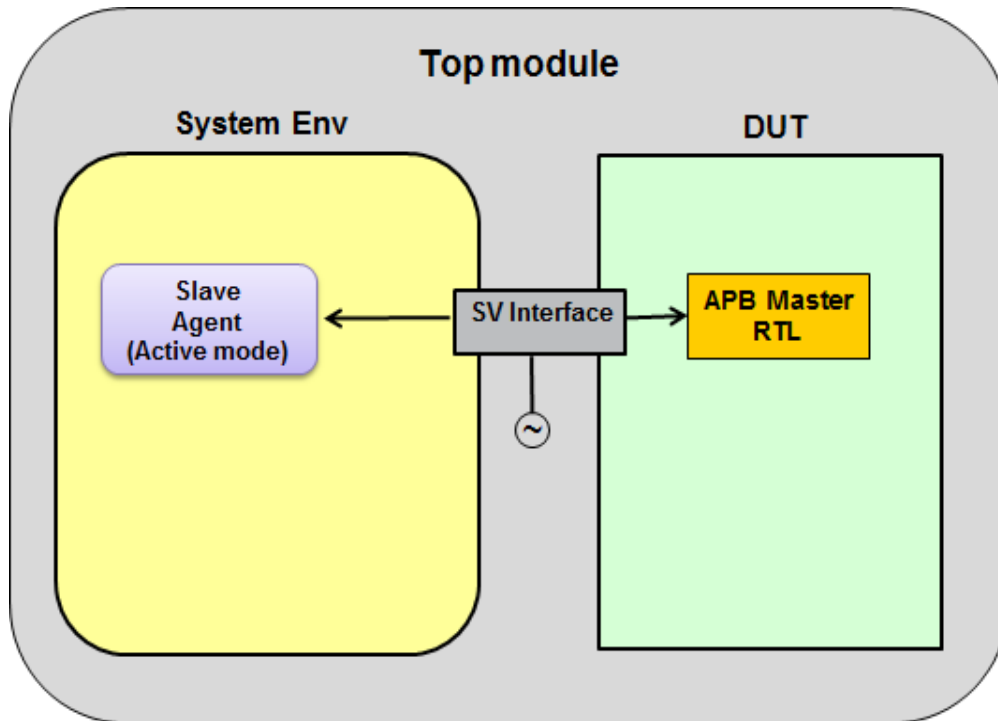 Top module
System Env
DUT
Slave
Agent
(Active mode)
SV Interface
APB Master
RTL
~